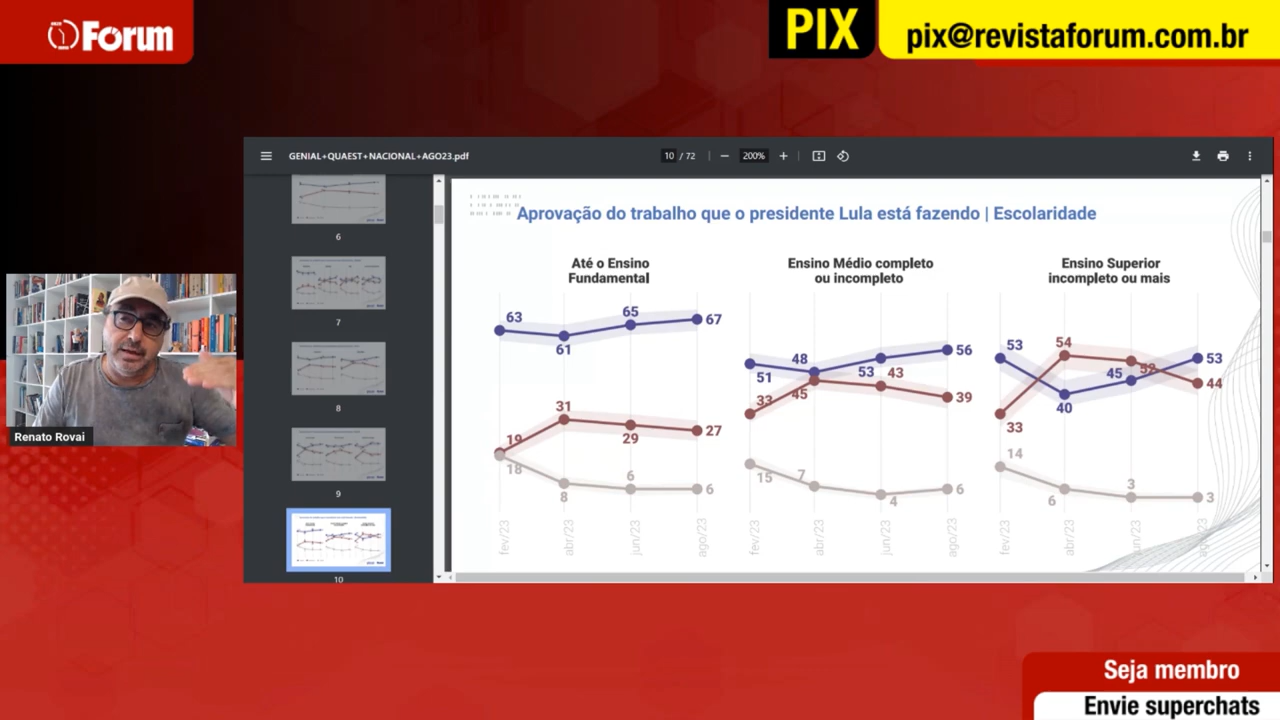 Forum
PIX
pix@revistaforum.com.br
GENIAL+QUAEST+NACIONAL+AGO23.pdf
10 / 72
200%
6
7
8
9
10
Renato Rovai
Aprovação do trabalho que o presidente Lula está fazendo | Escolaridade
Até o Ensino
Fundamental
63
61
65
67
19
31
29
27
18
8
6
6
fev/23
abr/23
jun/23
ago/23
Ensino Médio completo
ou incompleto
51
48
53
56
33
45
43
39
15
7
4
6
fev/23
abr/23
jun/23
ago/23
Ensino Superior
incompleto ou mais
53
40
45
53
33
54
52
44
14
6
3
3
fev/23
abr/23
jun/23
Seja membro
Envie superchats